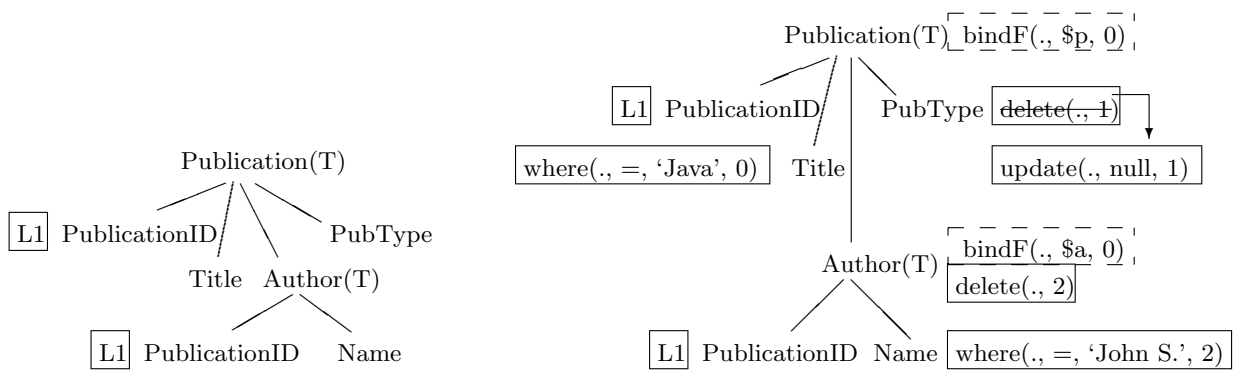 Publication(T) bindF(., $p, 0)
L1 PublicationID PubType delete(., 1)
where(., =, ‘Java’, 0) Title update(., null, 1)
Author(T) bindF(., $a, 0)
delete(., 2)
L1 PublicationID Name where(., =, ‘John S.’, 2)
Publication(T)
L1 PublicationID PubType
Title Author(T)
L1 PublicationID Name